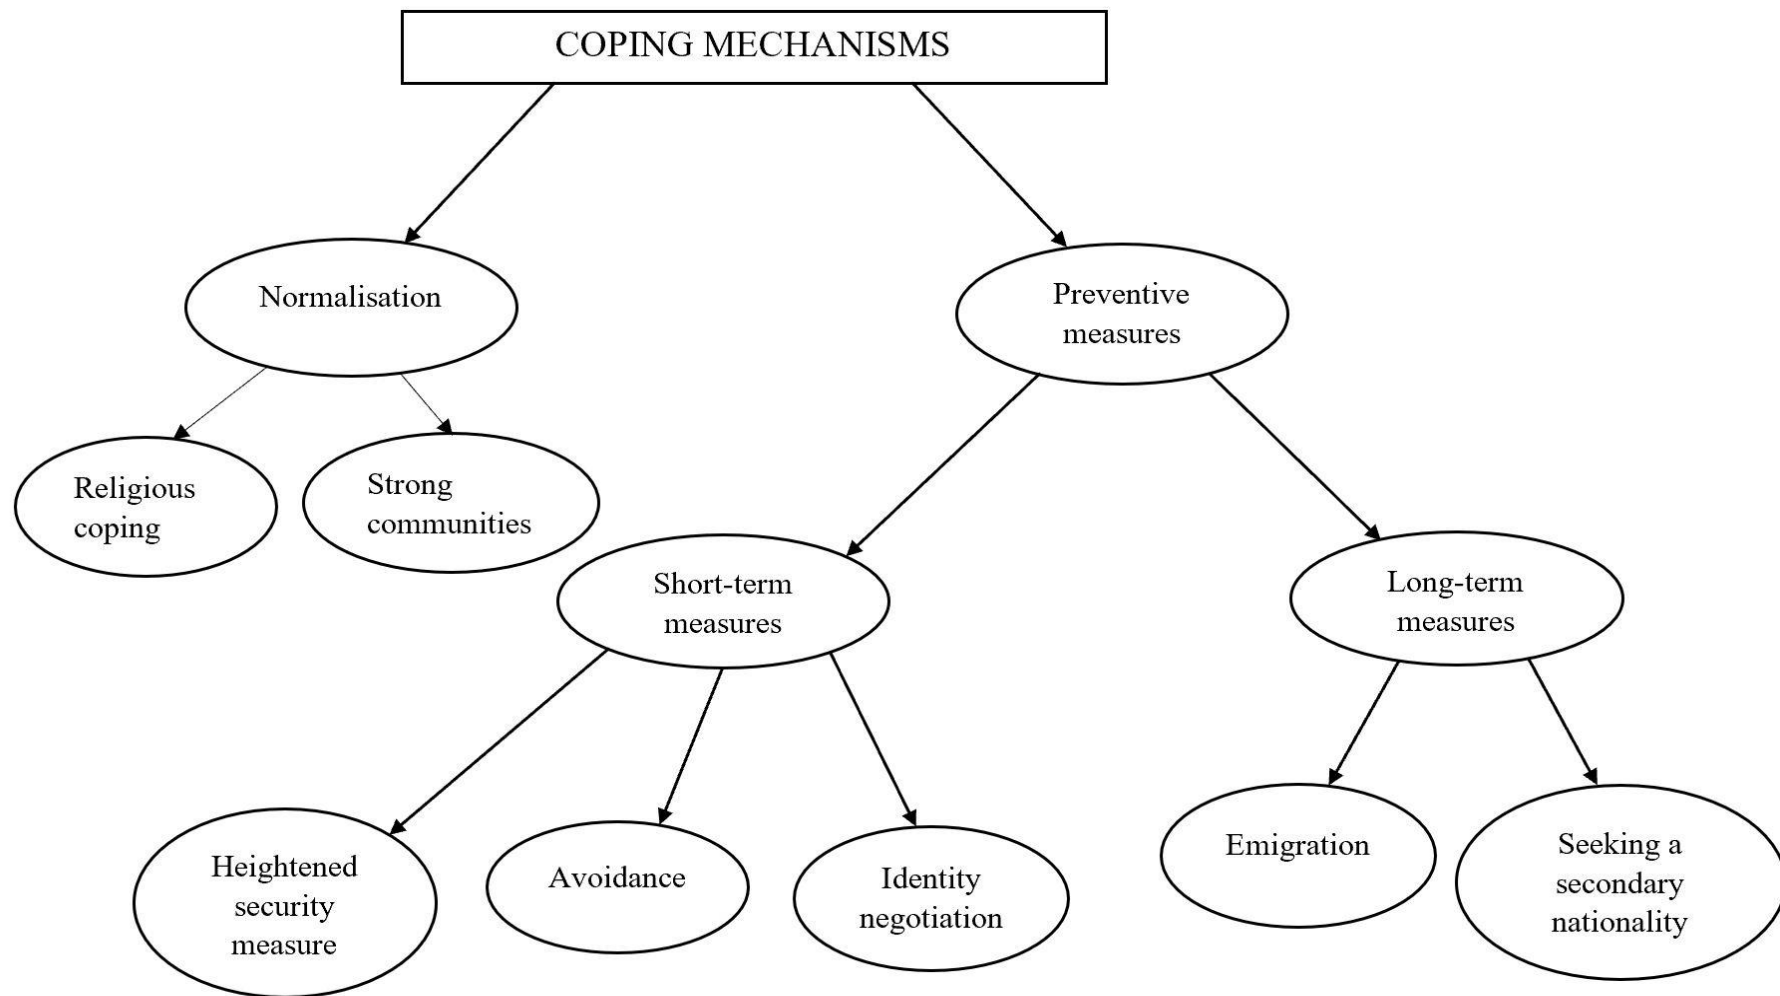 COPING MECHANISMS
Normalisation
Preventive
measures
Religious
coping
Strong
communities
Short-term
measures
Long-term
measures
Heightened
security
measure
Avoidance
Identity
negotiation
Emigration
Seeking a
secondary
nationality